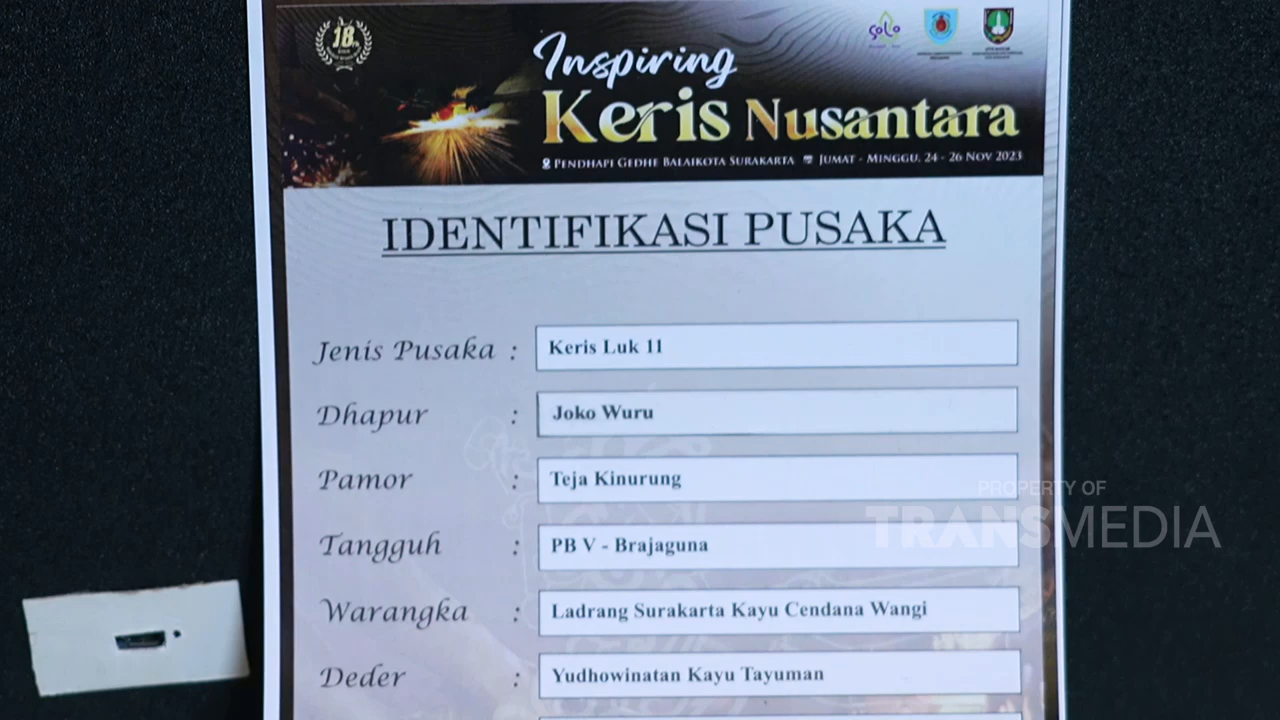 18th
solo
Inspiring
Keris Nusantara
PENDHAPI GEDHE BALAIKOTA SURAKARTA JUMAT - MINGGU, 24 - 26 NOV 2023
IDENTIFIKASI PUSAKA
Jenis Pusaka : Keris Luk 11
Dhapur : Joko Wuru
Pamor : Teja Kinurung
PROPERTY OF
TRANSMEDIA
Tangguh : PB V - Brajaguna
Warangka : Ladrang Surakarta Kayu Cendana Wangi
Deder : Yudhowinatan Kayu Tayuman